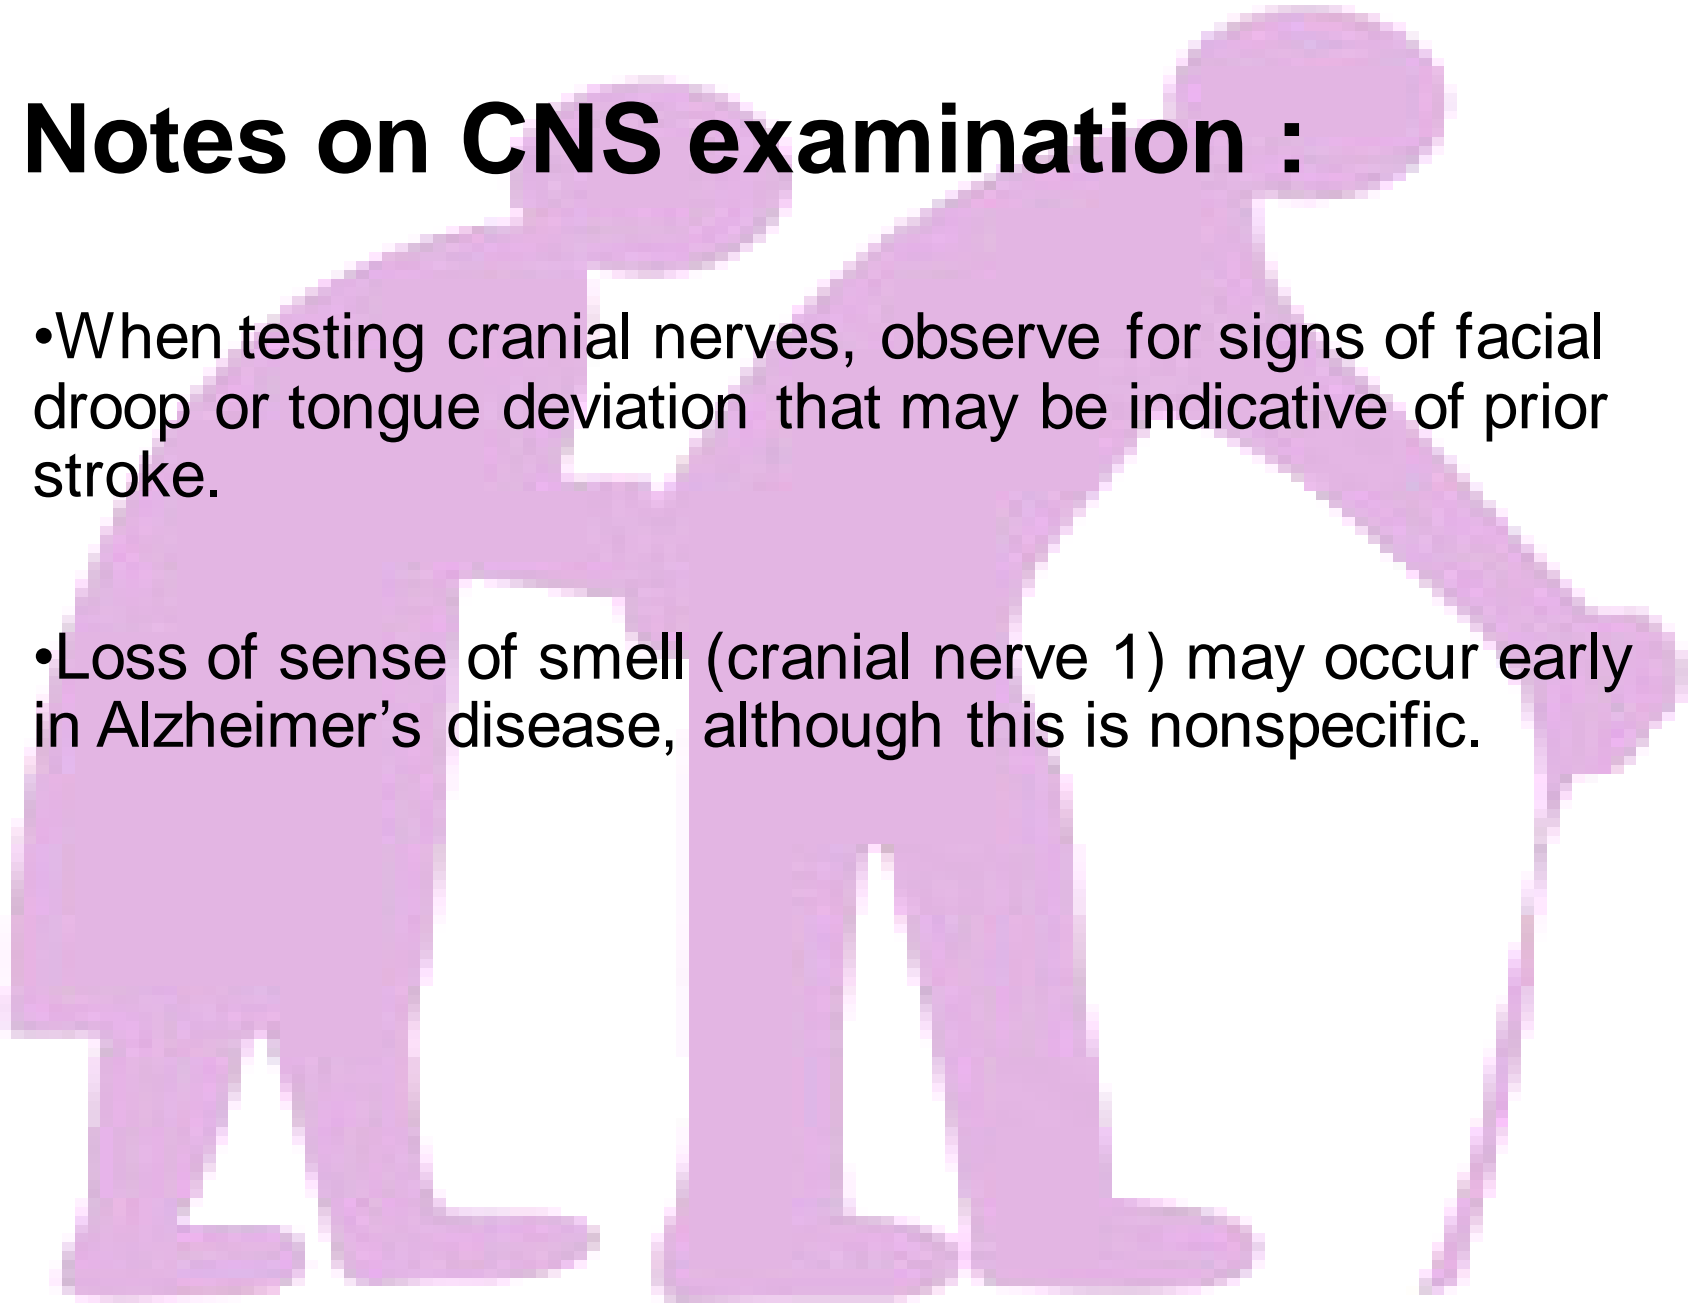 Notes on CNS examination :
•When testing cranial nerves, observe for signs of facial
droop or tongue deviation that may be indicative of prior
stroke.
•Loss of sense of smell (cranial nerve 1) may occur early
in Alzheimer’s disease, although this is nonspecific.